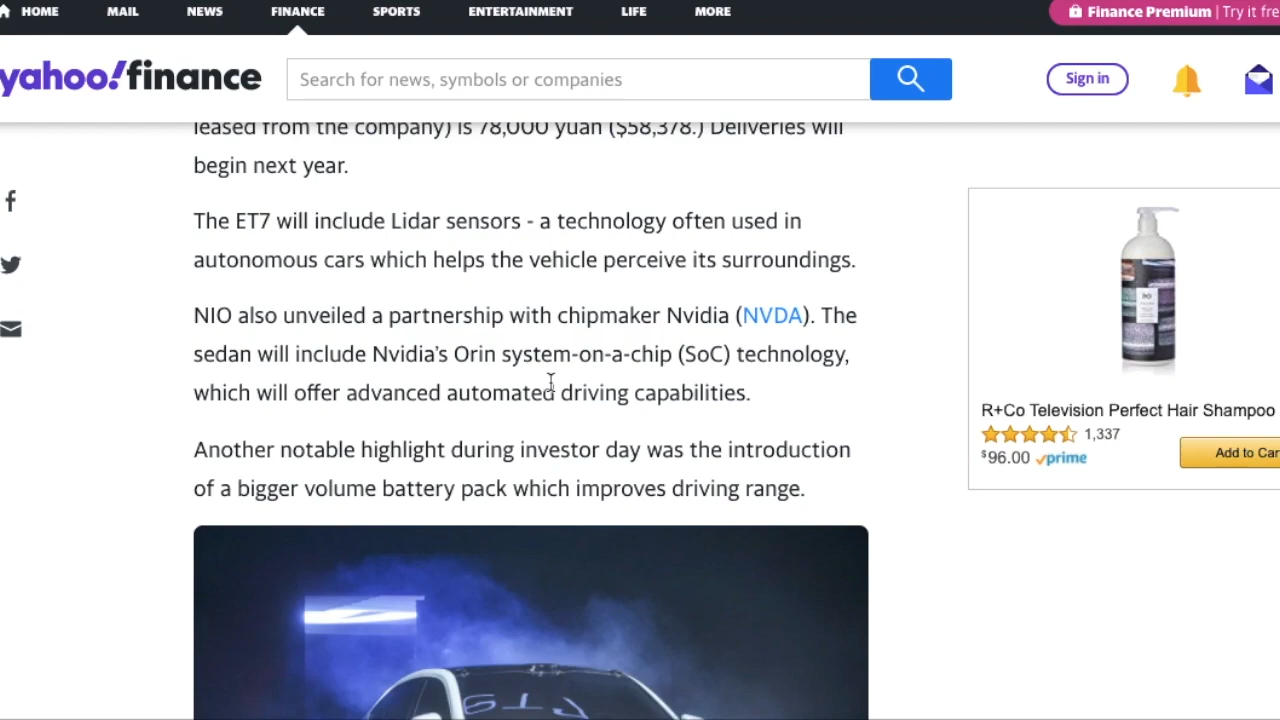 HOME MAIL NEWS FINANCE SPORTS ENTERTAINMENT LIFE MORE Finance Premium | Try it fre
yahoo!finance Search for news, symbols or companies Sign in
leased from the company) is 78,000 yuan ($58,378.) Deliveries will
begin next year.
The ET7 will include Lidar sensors - a technology often used in
autonomous cars which helps the vehicle perceive its surroundings.
NIO also unveiled a partnership with chipmaker Nvidia (NVDA). The
sedan will include Nvidia's Orin system-on-a-chip (SoC) technology,
which will offer advanced automated driving capabilities.
Another notable highlight during investor day was the introduction
of a bigger volume battery pack which improves driving range.
R+Co Television Perfect Hair Shampoo
1,337
$96.00 prime
Add to Car